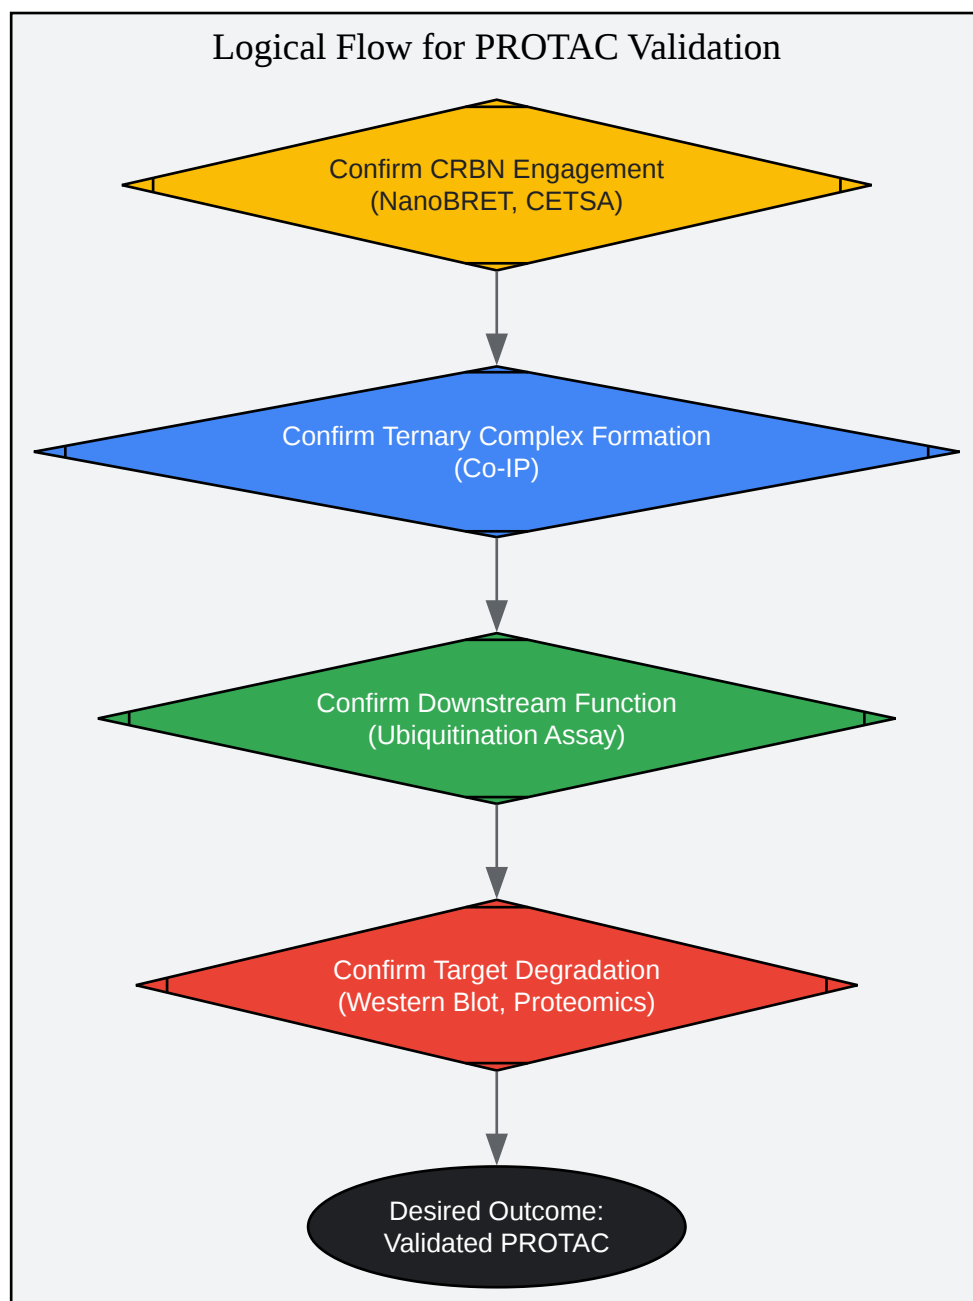 Logical Flow for PROTAC Validation
Confirm CRBN Engagement
(NanoBRET, CETSA)
Confirm Ternary Complex Formation
(Co-IP)
Confirm Downstream Function
(Ubiquitination Assay)
Confirm Target Degradation
(Western Blot, Proteomics)
Desired Outcome:
Validated PROTAC